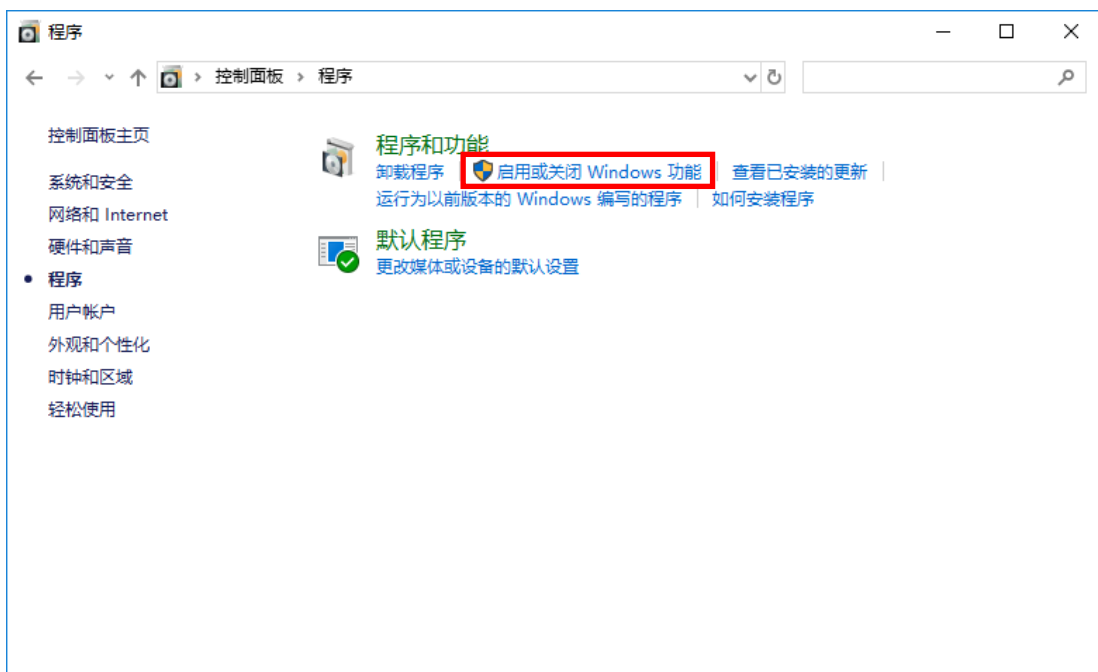 程序
控制面板 > 程序
控制面板主页
系统和安全
网络和 Internet
硬件和声音
程序
用户帐户
外观和个性化
时钟和区域
轻松使用
程序和功能
卸载程序 启用或关闭 Windows 功能 查看已安装的更新
运行为以前版本的 Windows 编写的程序 如何安装程序
默认程序
更改媒体或设备的默认设置